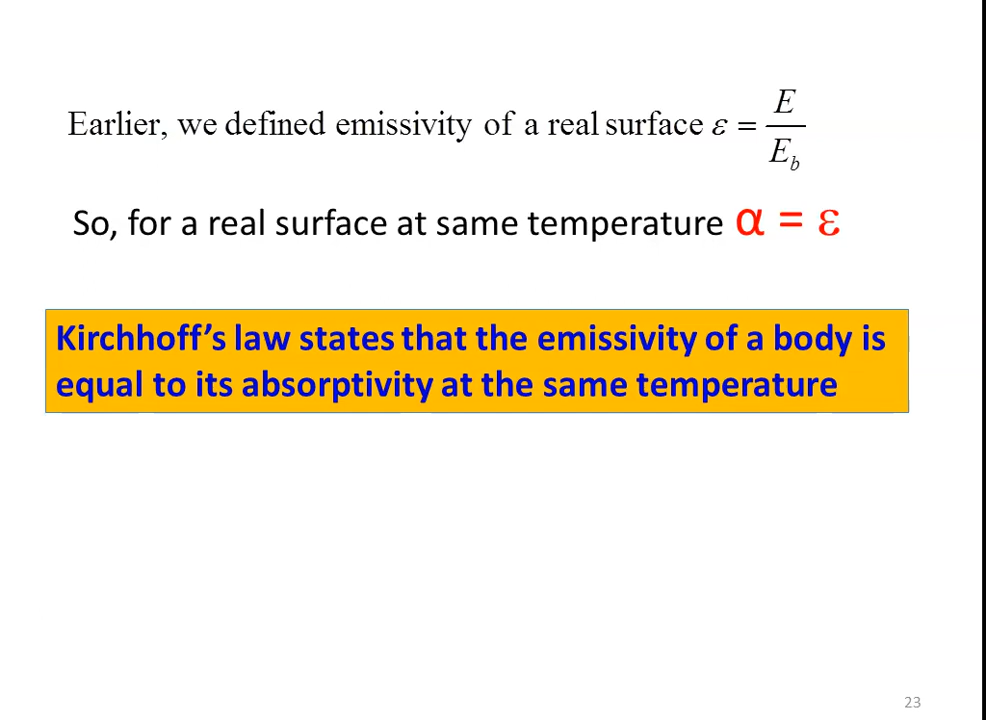 Earlier, we defined emissivity of a real surface ε = E / E_b
So, for a real surface at same temperature α = ε
Kirchhoff’s law states that the emissivity of a body is
equal to its absorptivity at the same temperature
23